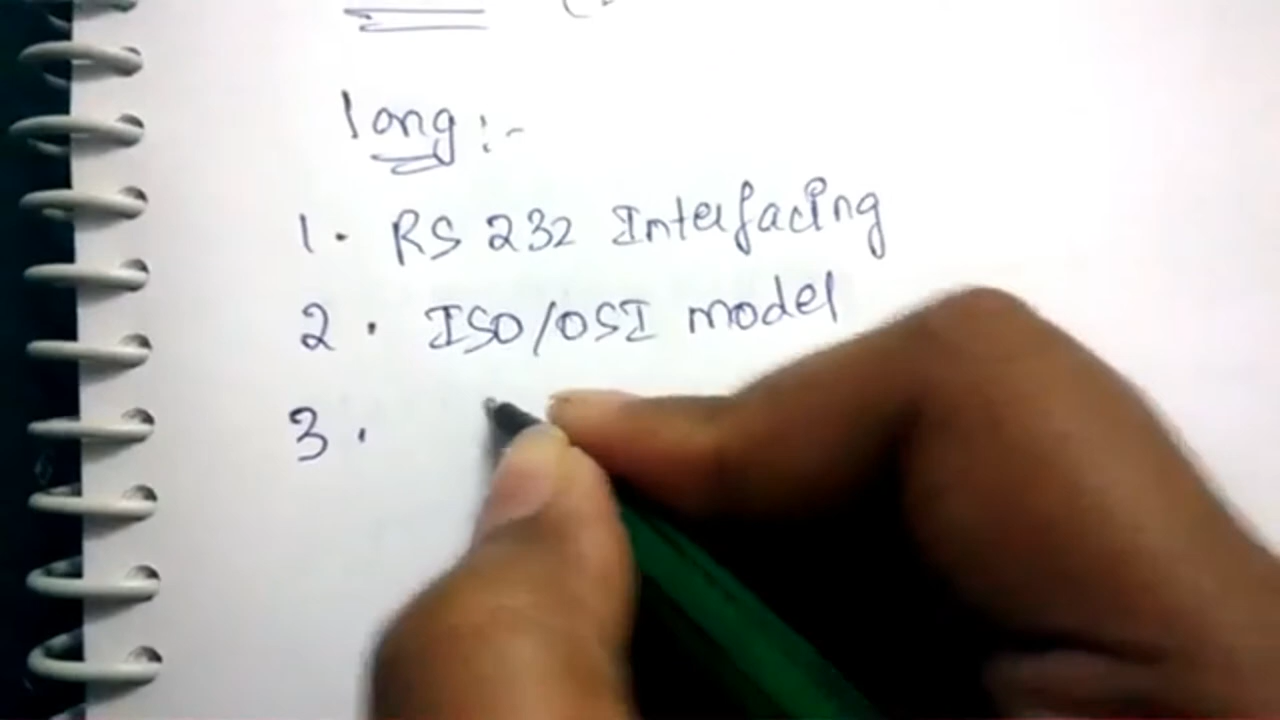 long :-
1. RS 232 Interfacing
2. ISO/OSI model
3.